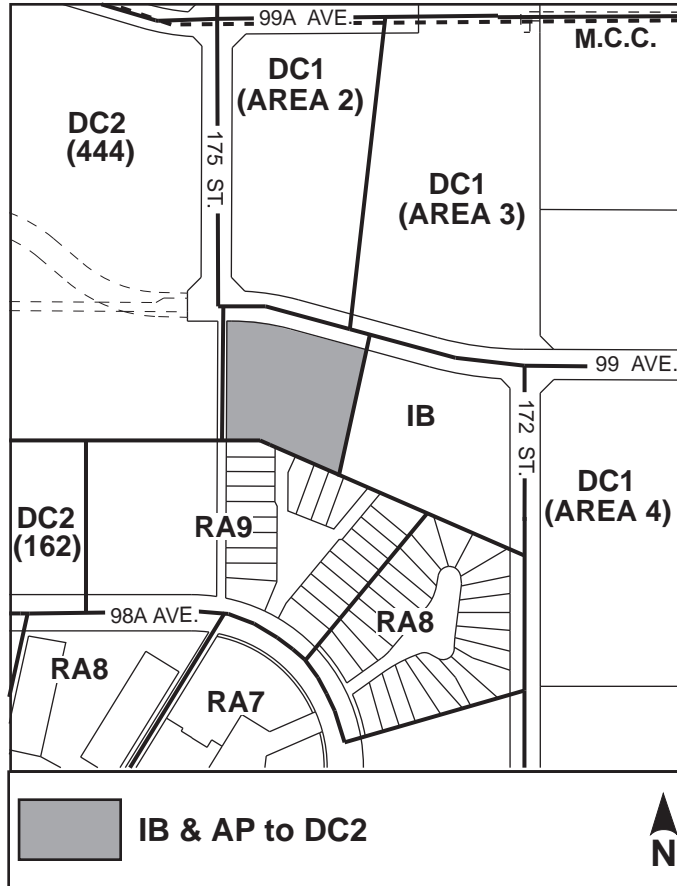 99A AVE.
M.C.C.
DC1
(AREA 2)
DC2
(444)
175 ST.
DC1
(AREA 3)
99 AVE.
IB
172 ST.
DC1
(AREA 4)
DC2
(162)
RA9
98A AVE.
RA8
RA8
RA7
IB & AP to DC2
N